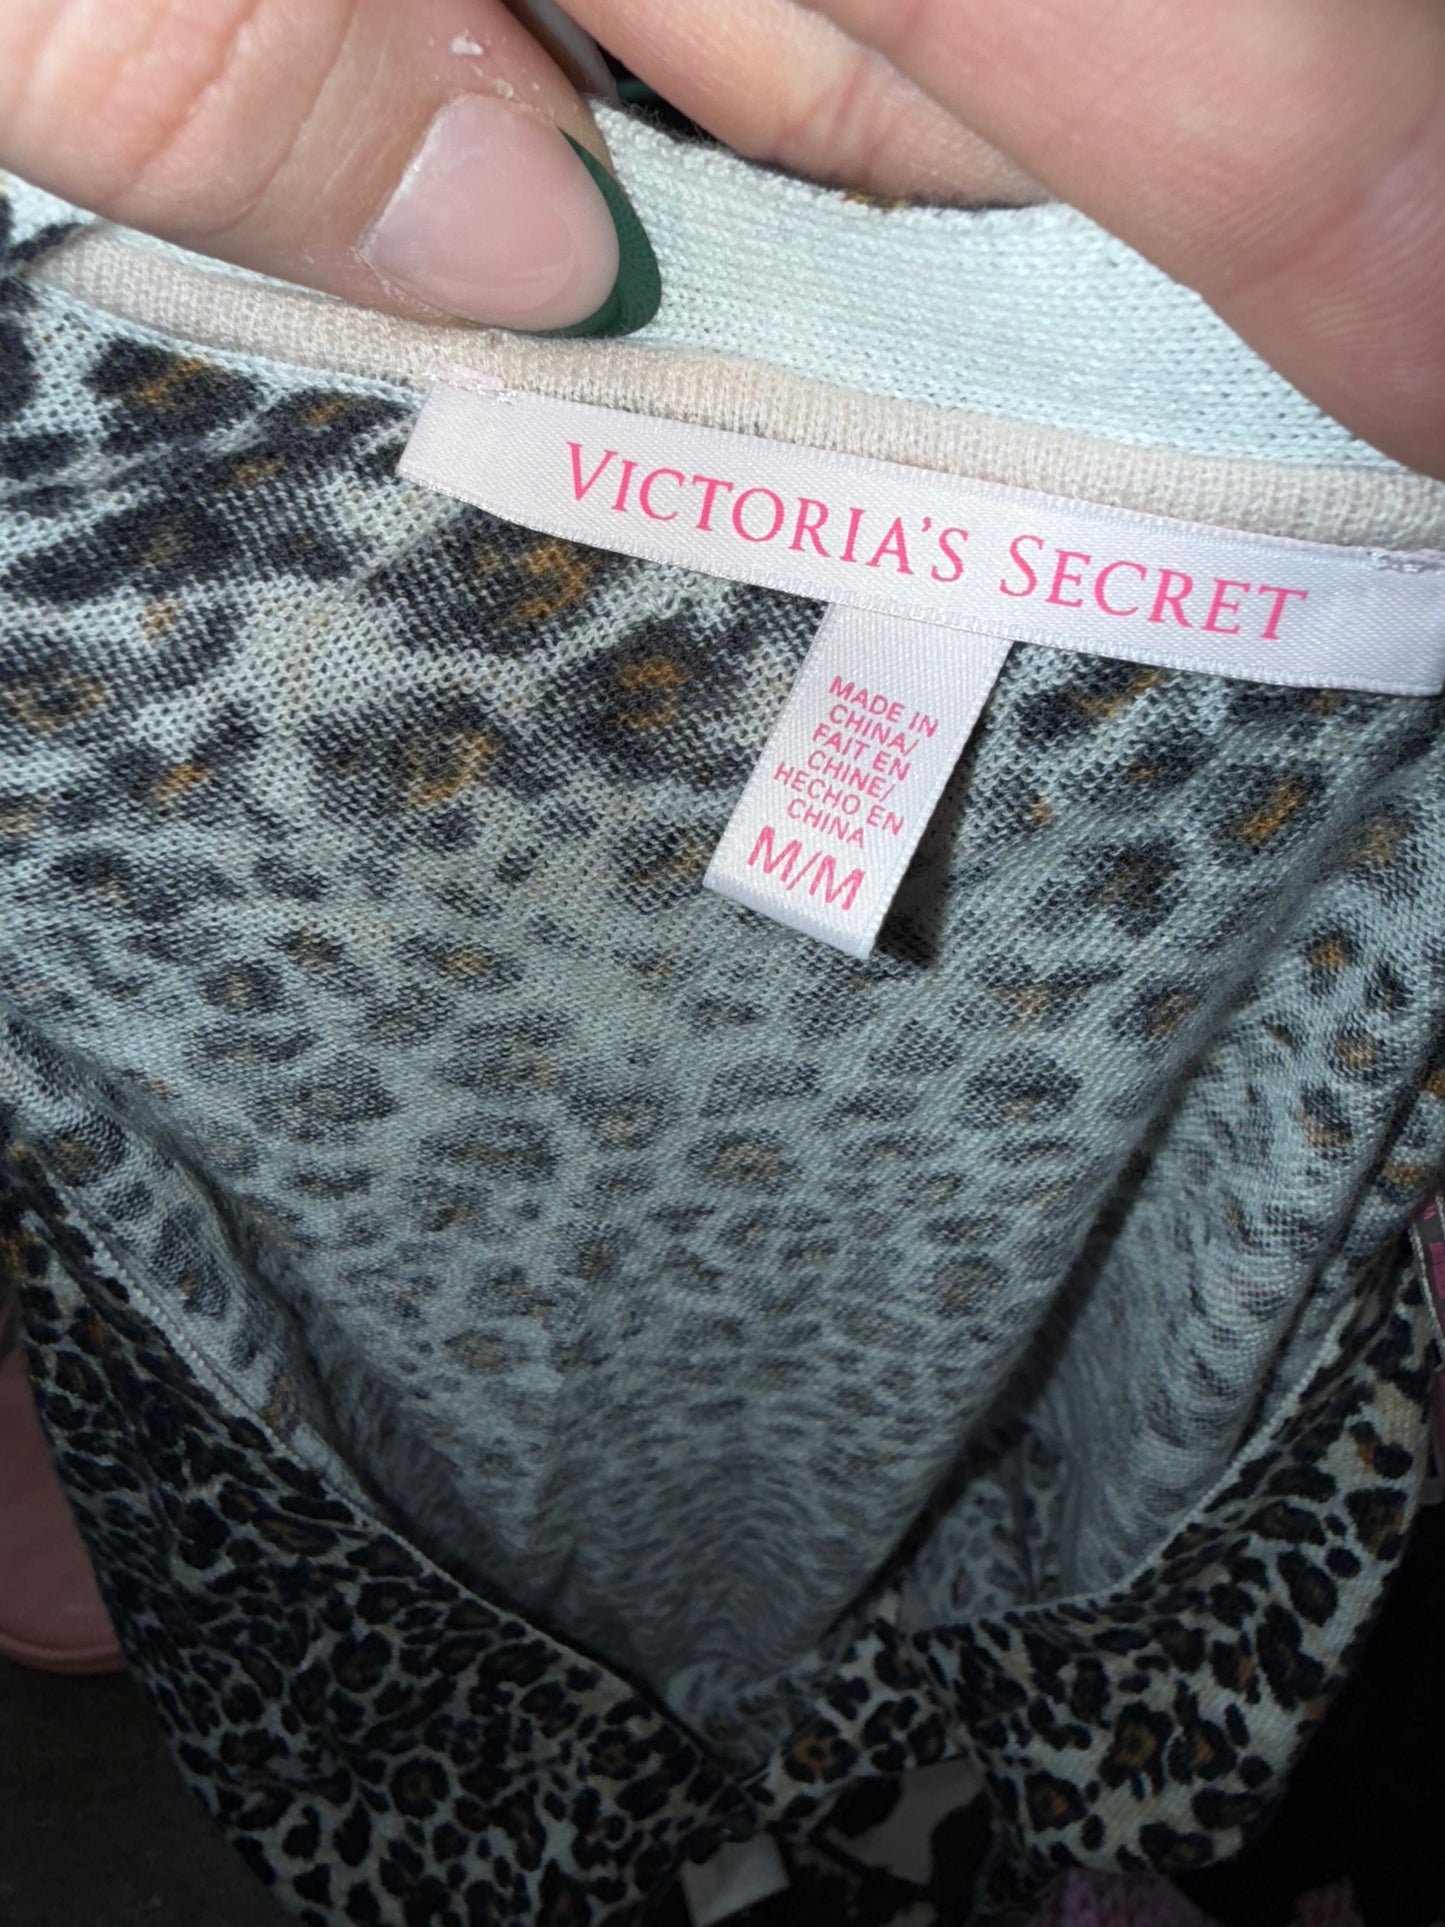 VICTORIA'S SECRET
MADE IN
CHINA/
FAIT EN
CHINE/
HECHO EN
CHINA
M/M